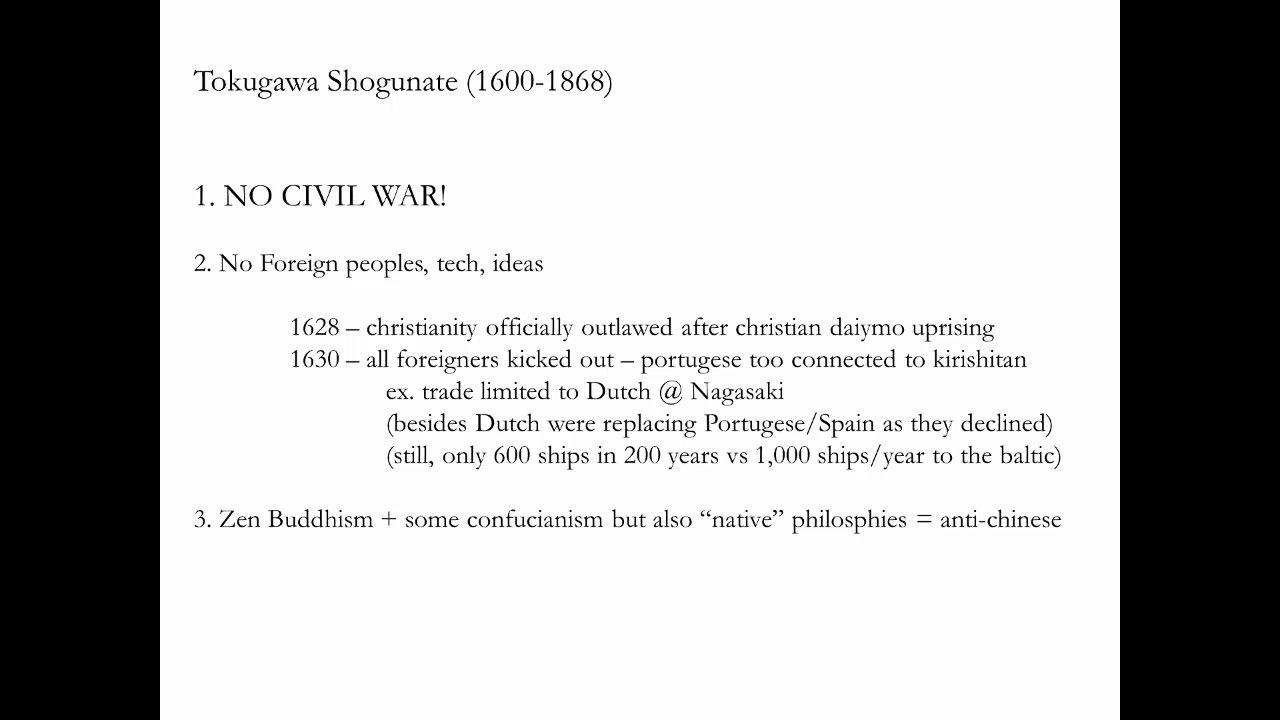 Tokugawa Shogunate (1600-1868)
1. NO CIVIL WAR!
2. No Foreign peoples, tech, ideas
1628 – christianity officially outlawed after christian daiymo uprising
1630 – all foreigners kicked out – portugese too connected to kirishitan
ex. trade limited to Dutch @ Nagasaki
(besides Dutch were replacing Portugese/Spain as they declined)
(still, only 600 ships in 200 years vs 1,000 ships/year to the baltic)
3. Zen Buddhism + some confucianism but also “native” philosphies = anti-chinese